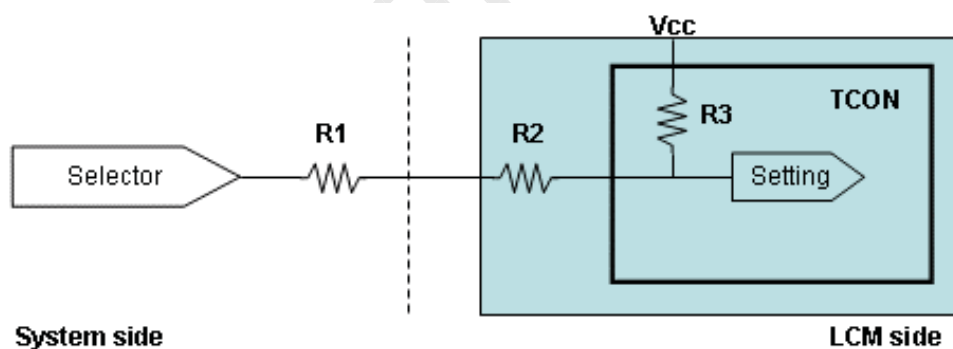 Vcc
TCON
R3
R1
R2
Selector
Setting
System side
LCM side